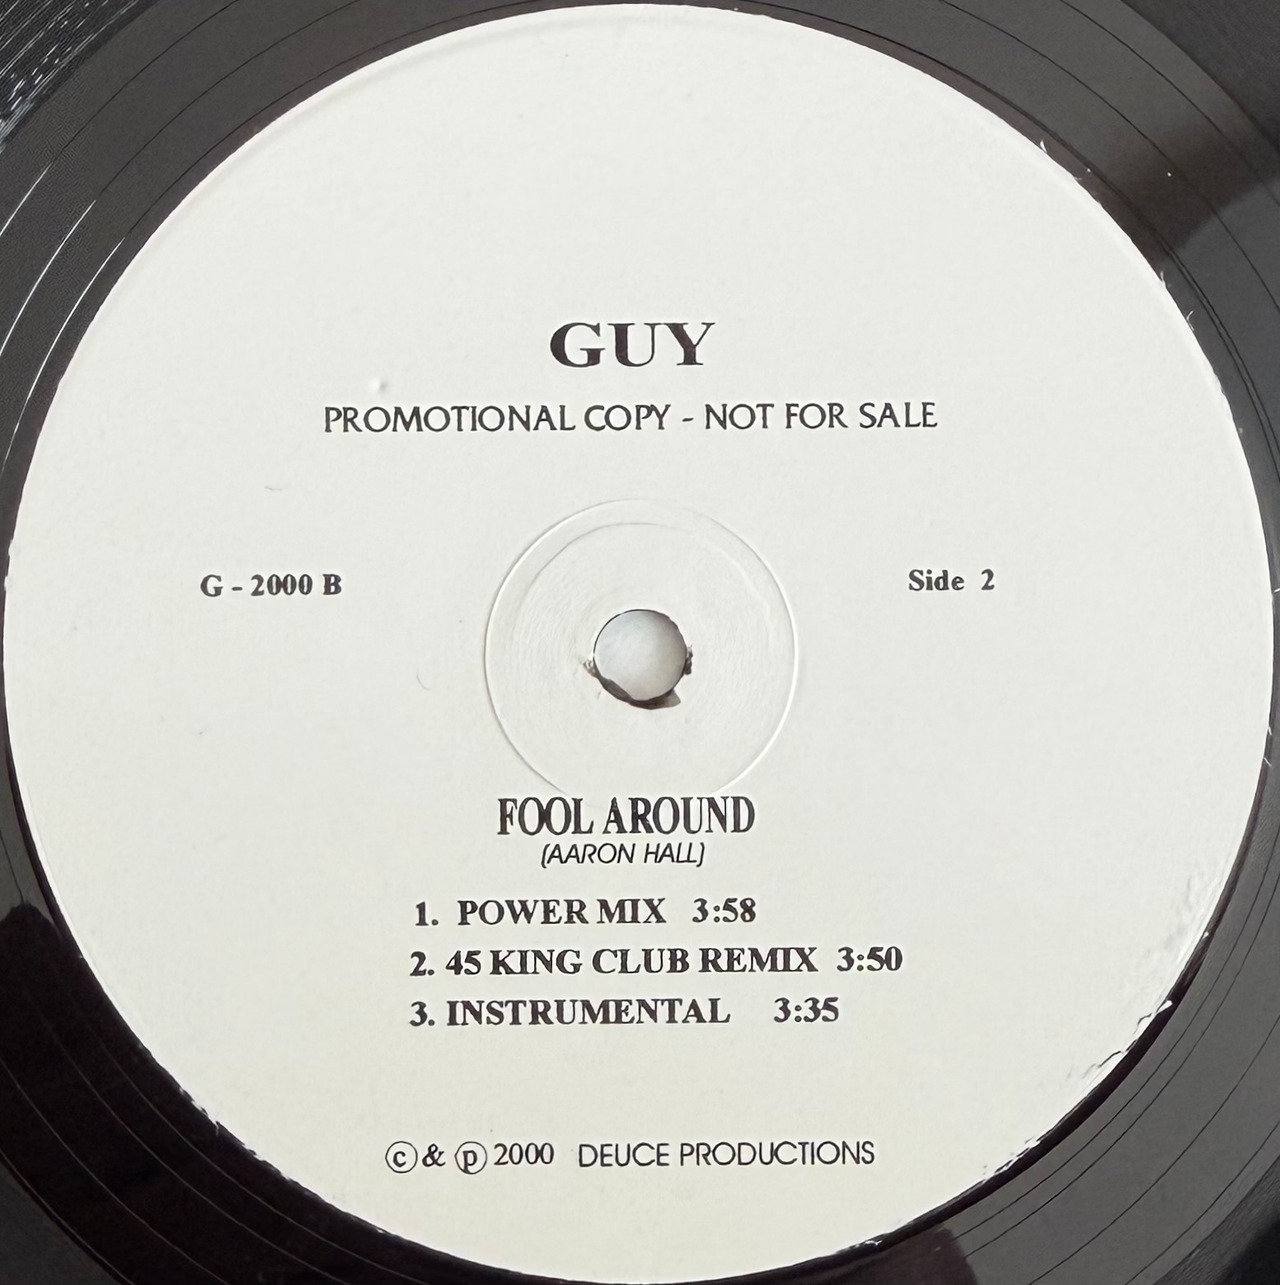 GUY
PROMOTIONAL COPY - NOT FOR SALE
G - 2000 B
Side 2
FOOL AROUND
(AARON HALL)
1. POWER MIX 3:58
2. 45 KING CLUB REMIX 3:50
3. INSTRUMENTAL 3:35
©& ℗ 2000 DEUCE PRODUCTIONS